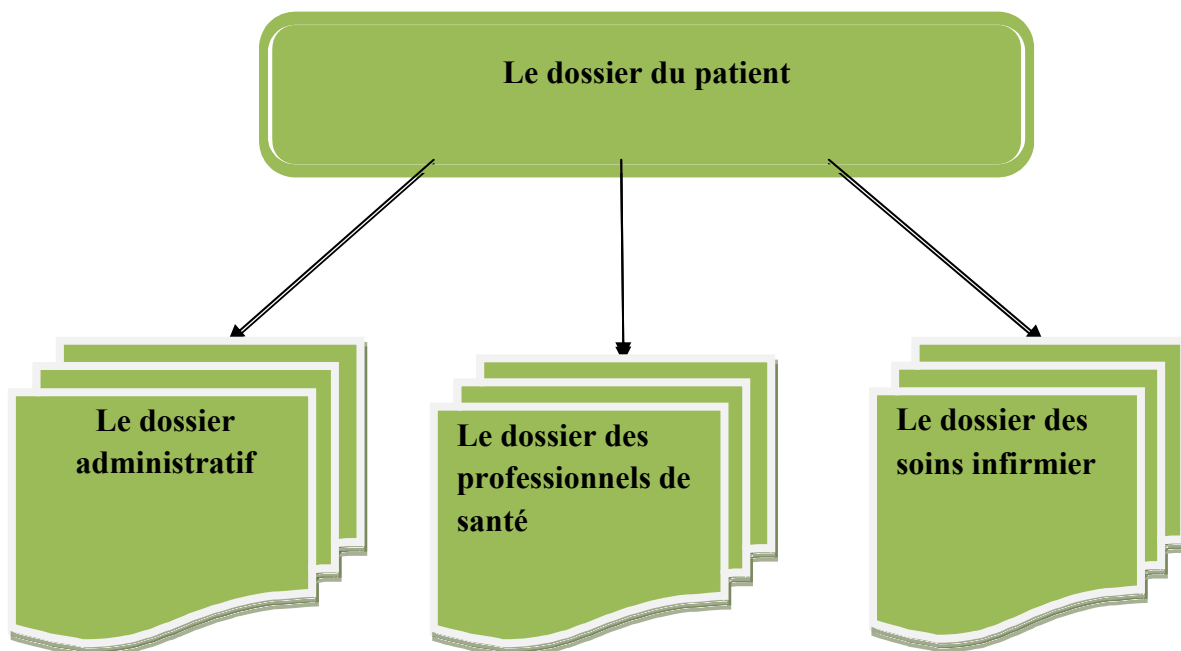 Le dossier du patient
Le dossier
administratif
Le dossier des
professionnels de
santé
Le dossier des
soins infirmier